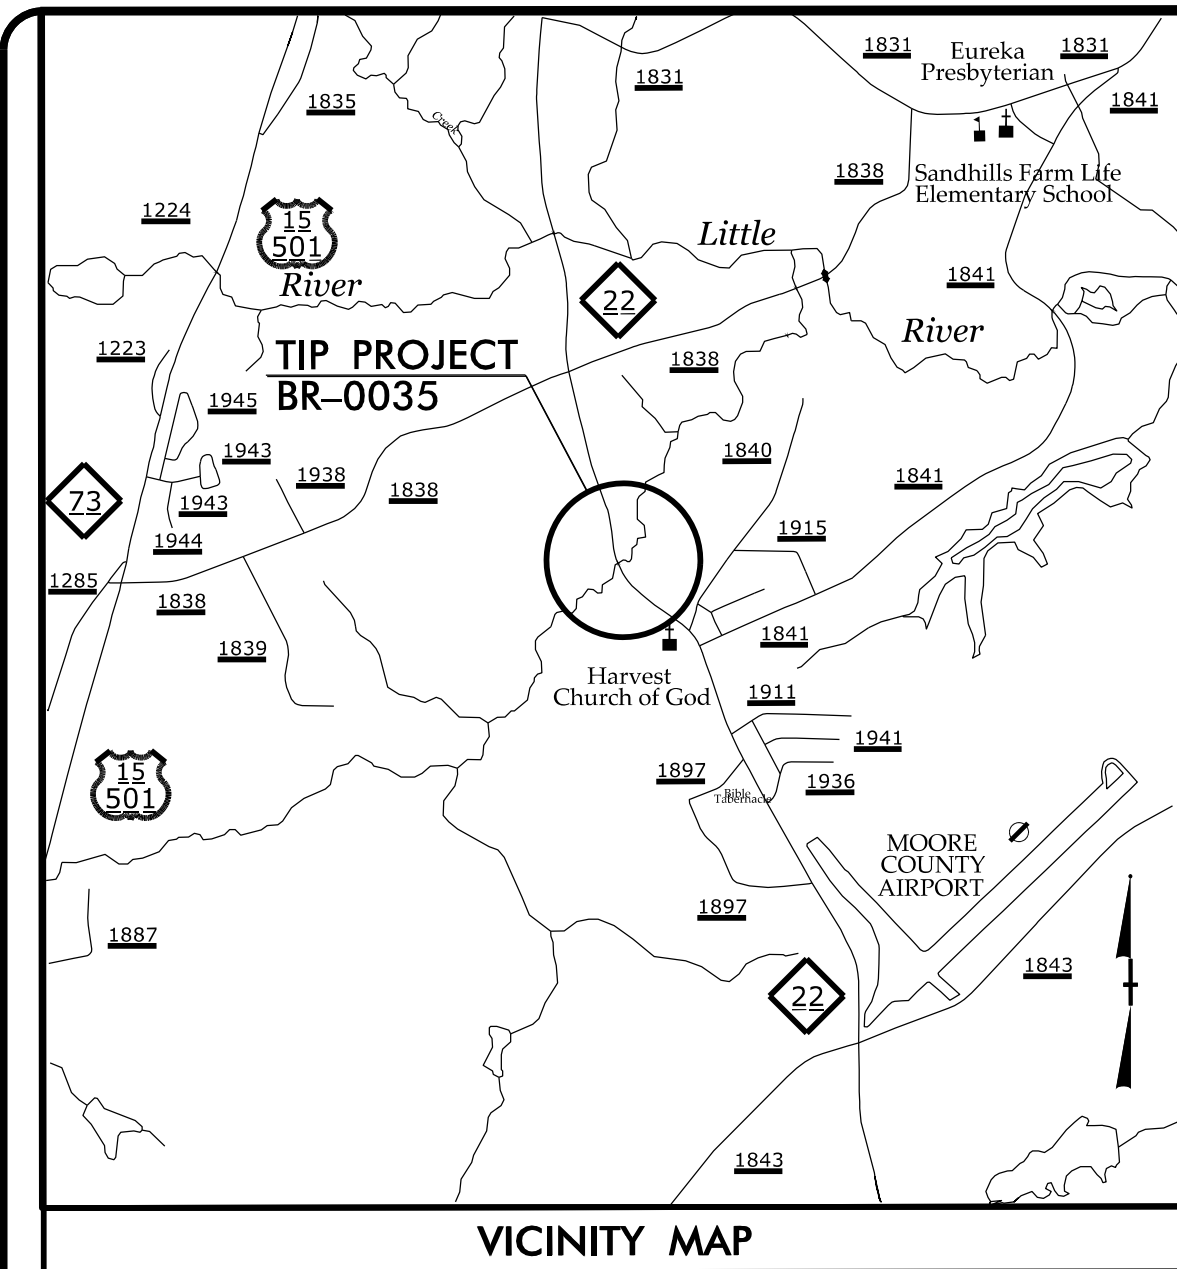 1831
Eureka
Presbyterian
1831
1831
1835
1841
Creek
1838
Sandhills Farm Life
Elementary School
1224
15
501
Little
River
22
1841
River
TIP PROJECT
BR–0035
1223
1838
1945
1943
1938
1838
1840
1841
73
1943
1944
1915
1285
1838
1839
1841
Harvest
Church of God
1911
1941
1897
1936
Bible
Tabernacle
15
501
MOORE
COUNTY
AIRPORT
1897
1887
22
1843
1843
VICINITY MAP